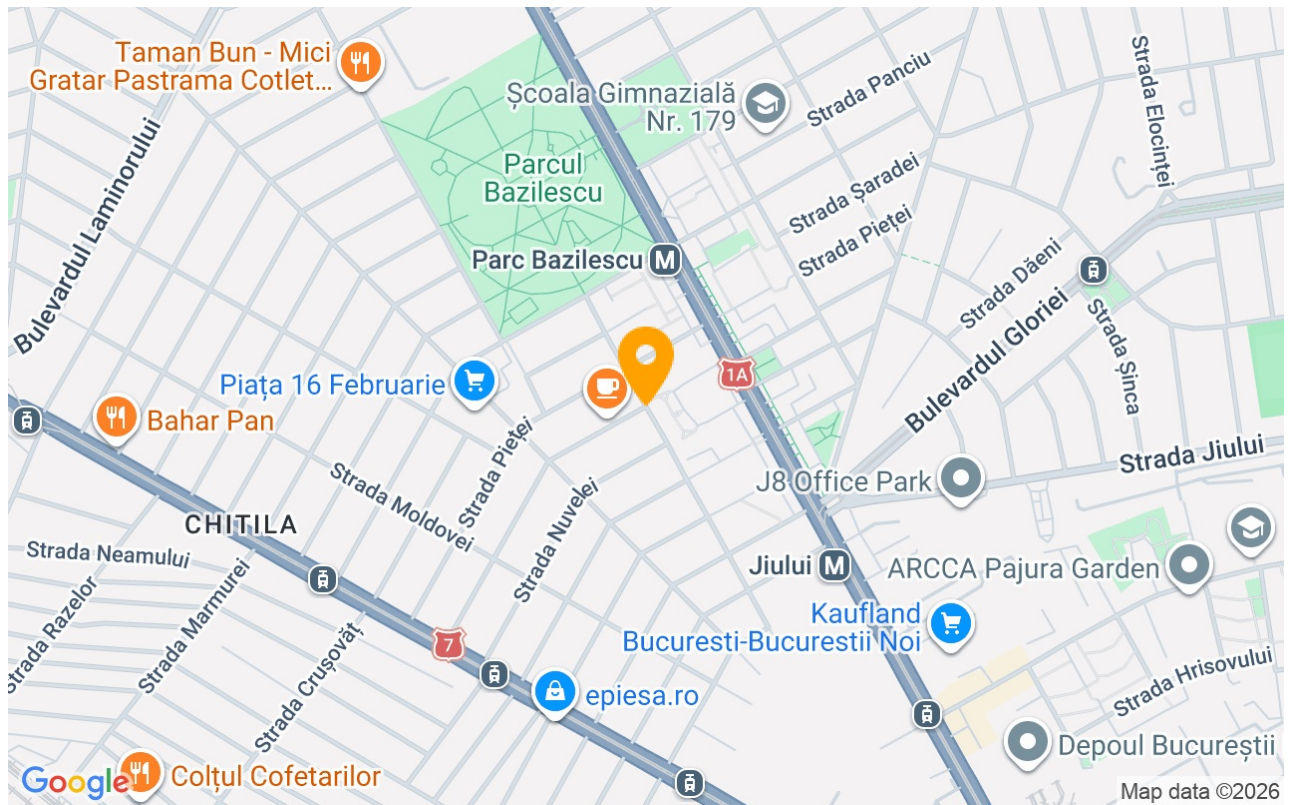 Taman Bun - Mici
Gratar Pastrama Cotlet...
Școala Gimnazială
Nr. 179
Strada Panciu
Strada Elocinței
Bulevardul Laminorului
Parcul
Bazilescu
Strada Șaradei
Strada Pieței
Parc Bazilescu
M
Strada Dăeni
Bulevardul Gloriei
Strada Șinca
1A
Piața 16 Februarie
Bahar Pan
Strada Pieței
Strada Moldovei
Strada Nuvelei
Strada Jiului
J8 Office Park
CHITILA
Strada Neamului
Strada Razelor
Strada Marmurei
Strada Crușovăț
Jiului
M
ARCCA Pajura Garden
Kaufland
Bucuresti-Bucurestii Noi
7
epiesa.ro
Strada Hrisovului
Depoul Bucureștii
Google
Colțul Cofetarilor
Map data ©2026